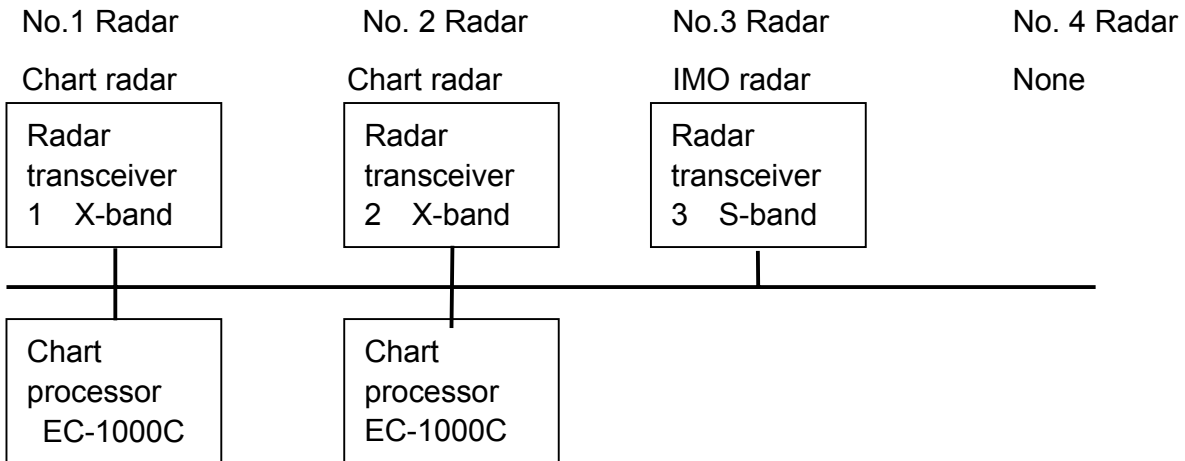 No.1 Radar
No. 2 Radar
No.3 Radar
No. 4 Radar
Chart radar
Chart radar
IMO radar
None
Radar
transceiver
1 X-band
Radar
transceiver
2 X-band
Radar
transceiver
3 S-band
Chart
processor
EC-1000C
Chart
processor
EC-1000C